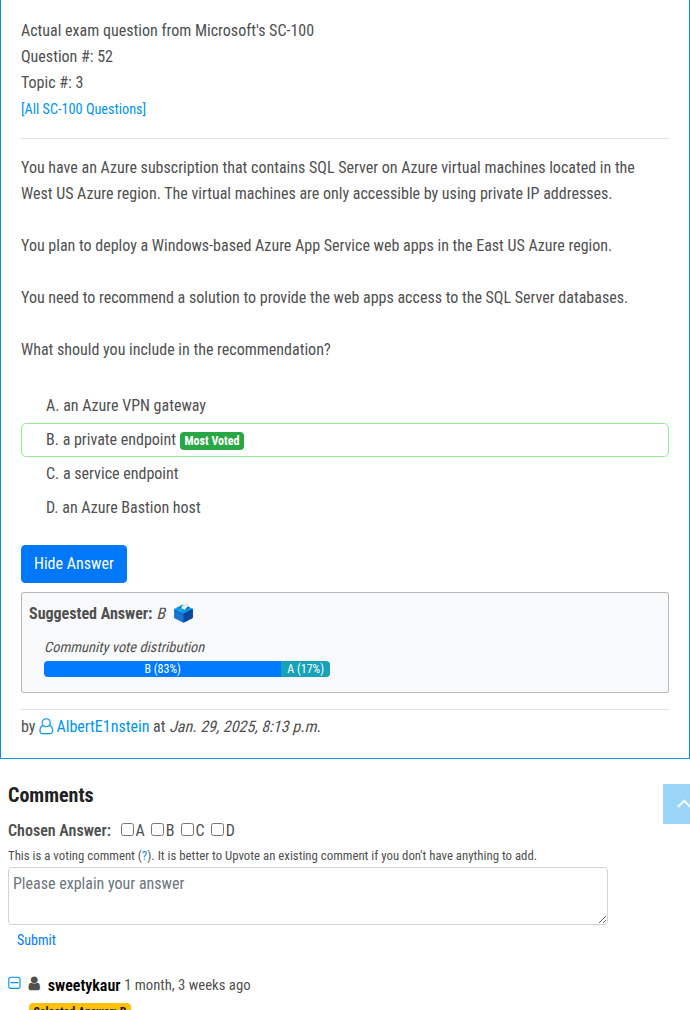 Actual exam question from Microsoft's SC-100
Question #: 52
Topic #: 3
[All SC-100 Questions]
You have an Azure subscription that contains SQL Server on Azure virtual machines located in the
West US Azure region. The virtual machines are only accessible by using private IP addresses.
You plan to deploy a Windows-based Azure App Service web apps in the East US Azure region.
You need to recommend a solution to provide the web apps access to the SQL Server databases.
What should you include in the recommendation?
A. an Azure VPN gateway
B. a private endpoint Most Voted
C. a service endpoint
D. an Azure Bastion host
Hide Answer
Suggested Answer: B
Community vote distribution
B (83%) A (17%)
by AlbertE1nstein at Jan. 29, 2025, 8:13 p.m.
Comments
Chosen Answer: A B C D
This is a voting comment (?). It is better to Upvote an existing comment if you don't have anything to add.
Please explain your answer
Submit
sweetykaur 1 month, 3 weeks ago